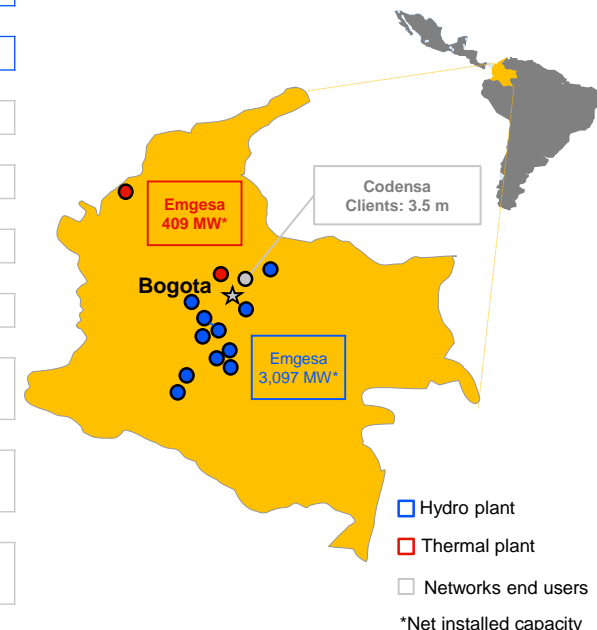 Codensa
Clients: 3.5 m
Emgesa
409 MW*
Bogota
Emgesa
3,097 MW*
Hydro plant
Thermal plant
Networks end users
*Net installed capacity